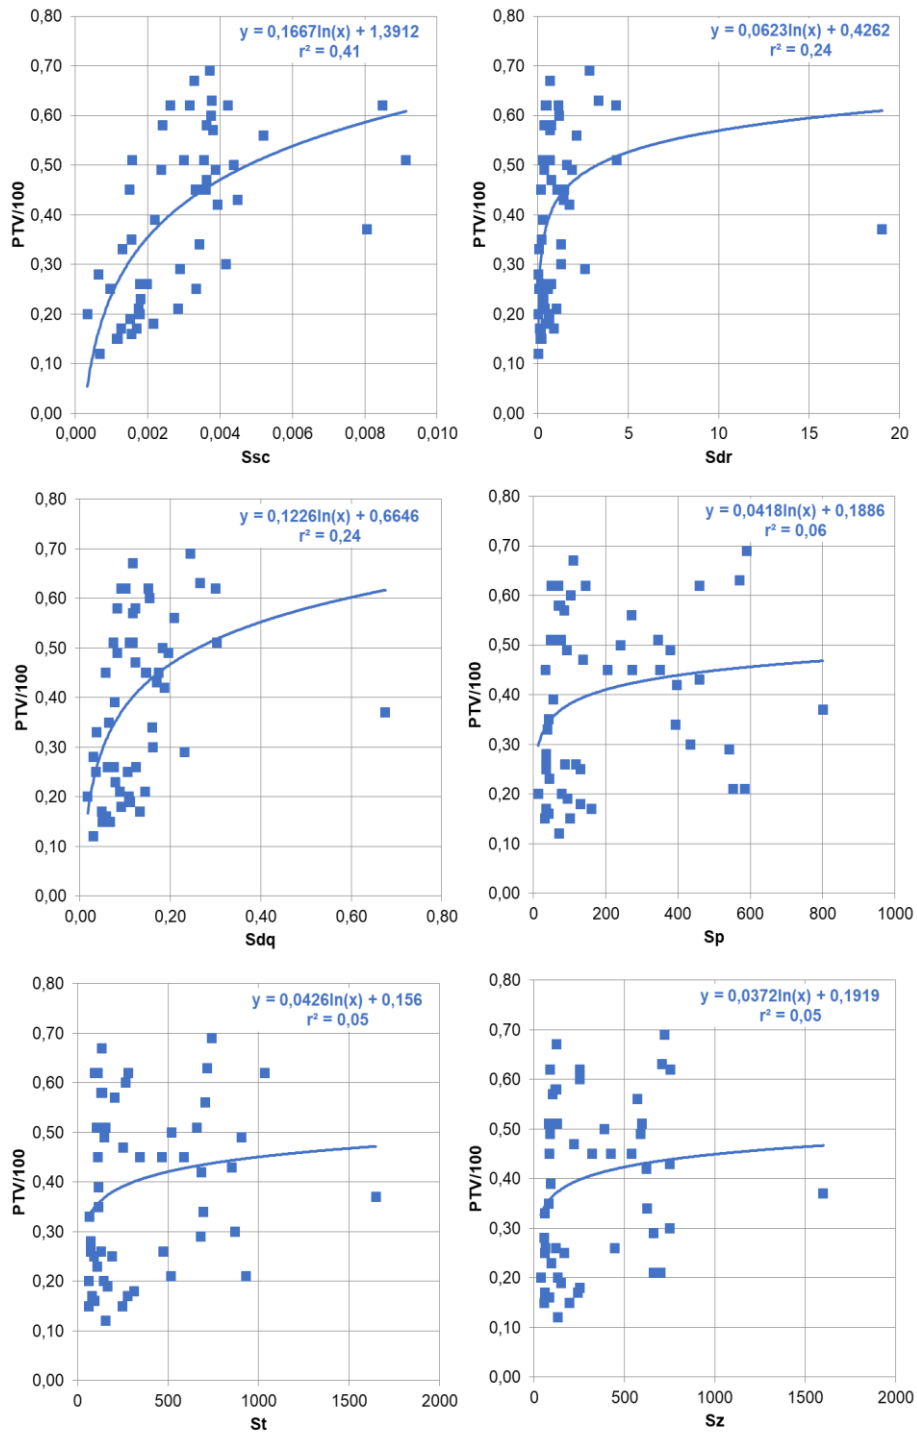 y = 0,1667ln(x) + 1,3912
r² = 0,41
0,80
0,70
0,60
0,50
0,40
0,30
0,20
0,10
0,00
PTV/100
0,000 0,002 0,004 0,006 0,008 0,010
Ssc
y = 0,0623ln(x) + 0,4262
r² = 0,24
0,80
0,70
0,60
0,50
0,40
0,30
0,20
0,10
0,00
PTV/100
0 5 10 15 20
Sdr
y = 0,1226ln(x) + 0,6646
r² = 0,24
0,80
0,70
0,60
0,50
0,40
0,30
0,20
0,10
0,00
PTV/100
0,00 0,20 0,40 0,60 0,80
Sdq
y = 0,0418ln(x) + 0,1886
r² = 0,06
0,80
0,70
0,60
0,50
0,40
0,30
0,20
0,10
0,00
PTV/100
0 200 400 600 800 1000
Sp
y = 0,0426ln(x) + 0,156
r² = 0,05
0,80
0,70
0,60
0,50
0,40
0,30
0,20
0,10
0,00
PTV/100
0 500 1000 1500 2000
St
y = 0,0372ln(x) + 0,1919
r² = 0,05
0,80
0,70
0,60
0,50
0,40
0,30
0,20
0,10
0,00
PTV/100
0 500 1000 1500 2000
Sz